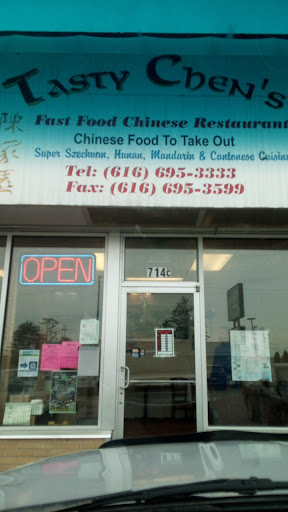 Tasty Chen's
Fast Food Chinese Restaurant
Chinese Food To Take Out
Super Szechuan, Hunan, Mandarin & Cantonese Cuisin
Tel: (616) 695-3333
Fax: (616) 695-3599
陳家園
OPEN
714c